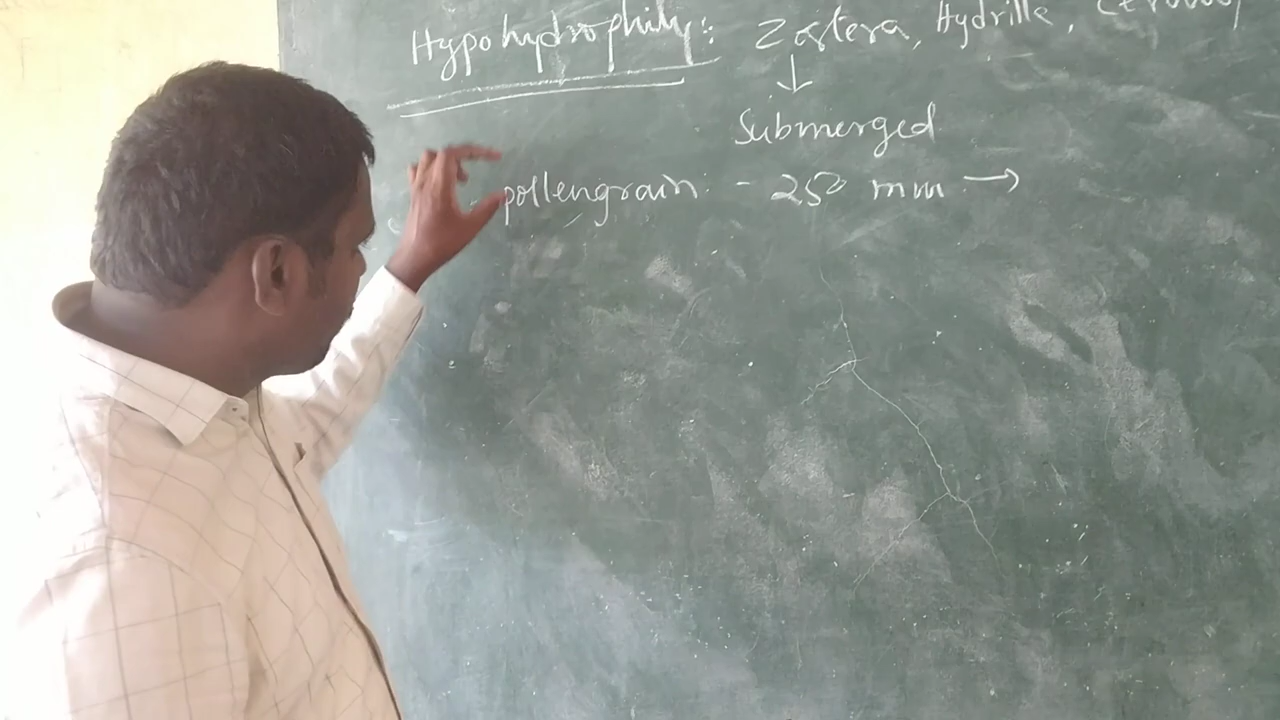 Hypohydrophily:- Zostera, Hydrilla,
↓
Submerged
pollengrain: - 250 mm →